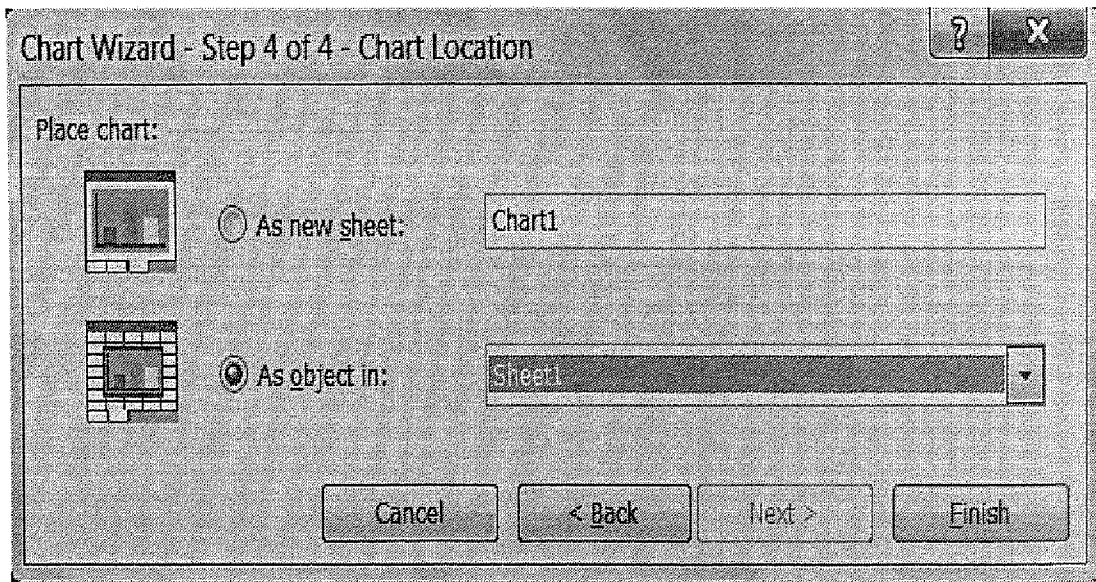 Chart Wizard - Step 4 of 4 - Chart Location
?
X
Place chart:
As new sheet:
Chart1
As object in:
Sheet1
Cancel
< Back
Next >
Finish